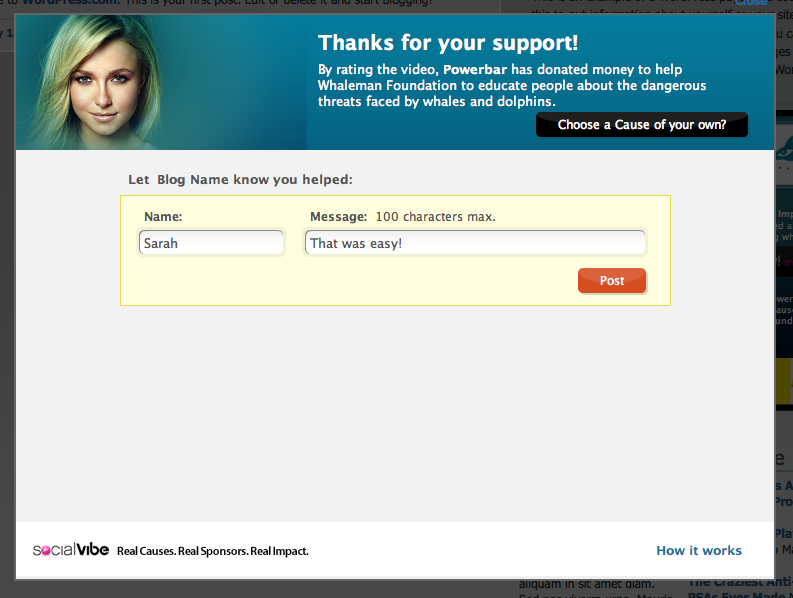 to WordPress.com. This is your first post. Edit or delete it and start blogging!
Close
Thanks for your support!
By rating the video, Powerbar has donated money to help
Whaleman Foundation to educate people about the dangerous
threats faced by whales and dolphins.
Choose a Cause of your own?
Let Blog Name know you helped:
Name:
Message: 100 characters max.
Sarah
That was easy!
Post
socialVibe Real Causes. Real Sponsors. Real Impact.
How it works
aliquam in sit amet diam.
The Craziest Anti-
PSAs Ever Made